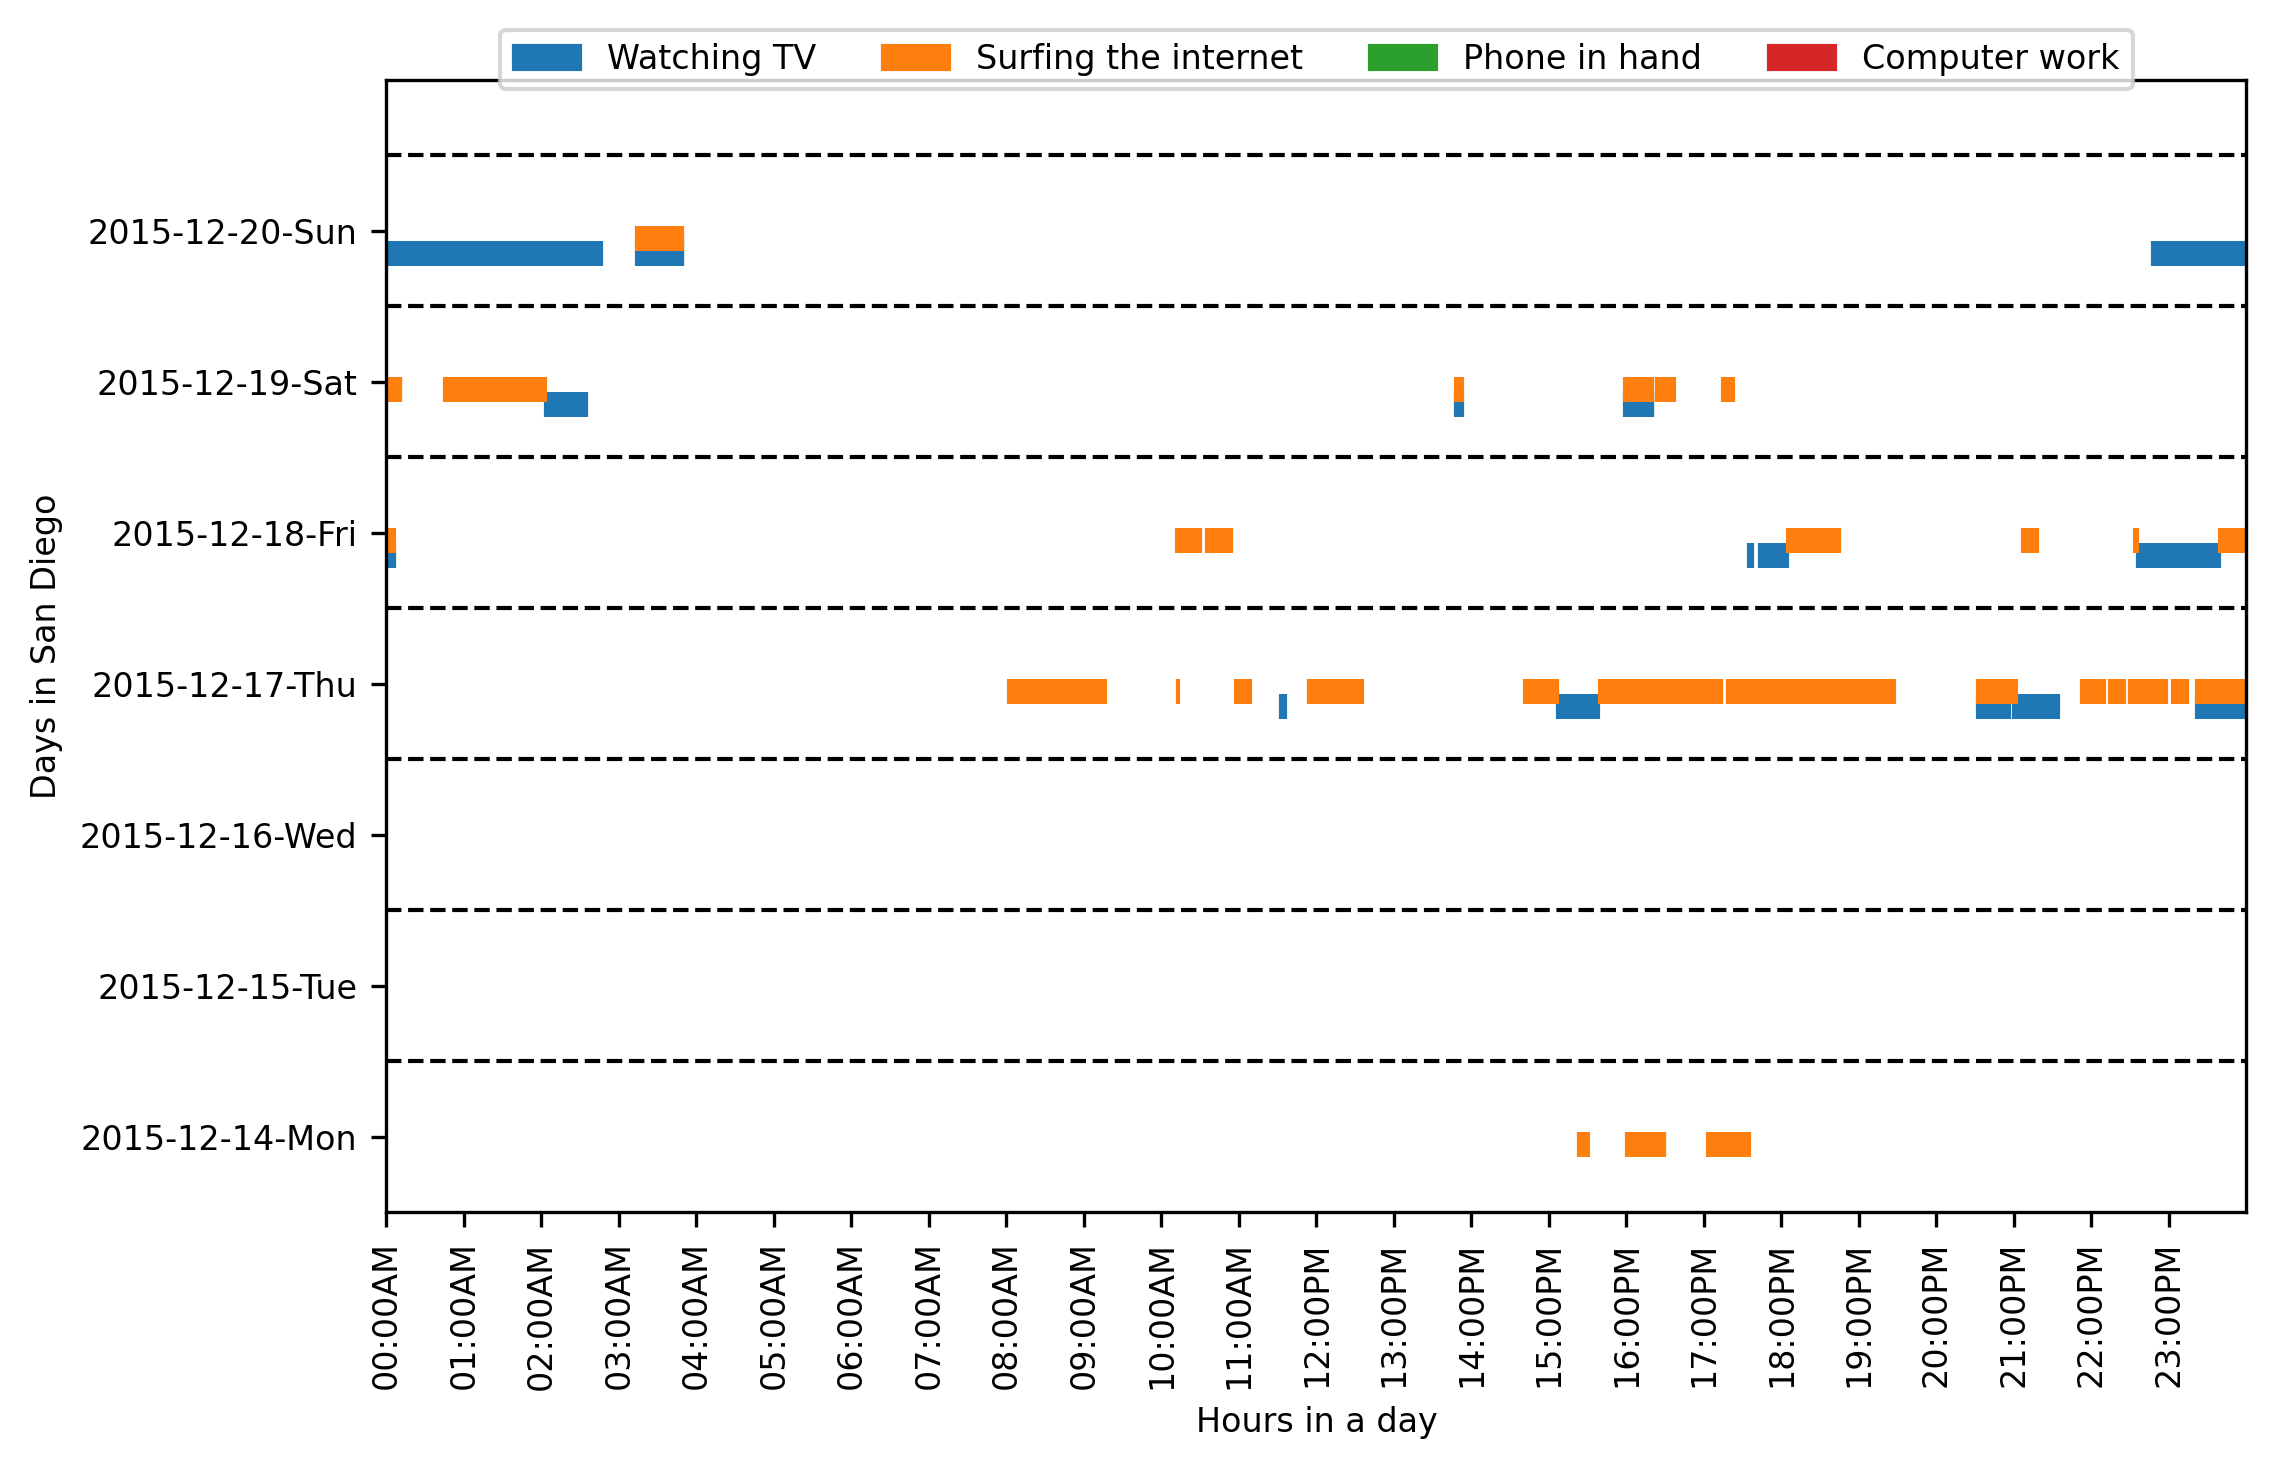 Watching TV Surfing the internet Phone in hand Computer work
Days in San Diego
2015-12-20-Sun
2015-12-19-Sat
2015-12-18-Fri
2015-12-17-Thu
2015-12-16-Wed
2015-12-15-Tue
2015-12-14-Mon
00:00AM
01:00AM
02:00AM
03:00AM
04:00AM
05:00AM
06:00AM
07:00AM
08:00AM
09:00AM
10:00AM
11:00AM
12:00PM
13:00PM
14:00PM
15:00PM
16:00PM
17:00PM
18:00PM
19:00PM
20:00PM
21:00PM
22:00PM
23:00PM
Hours in a day